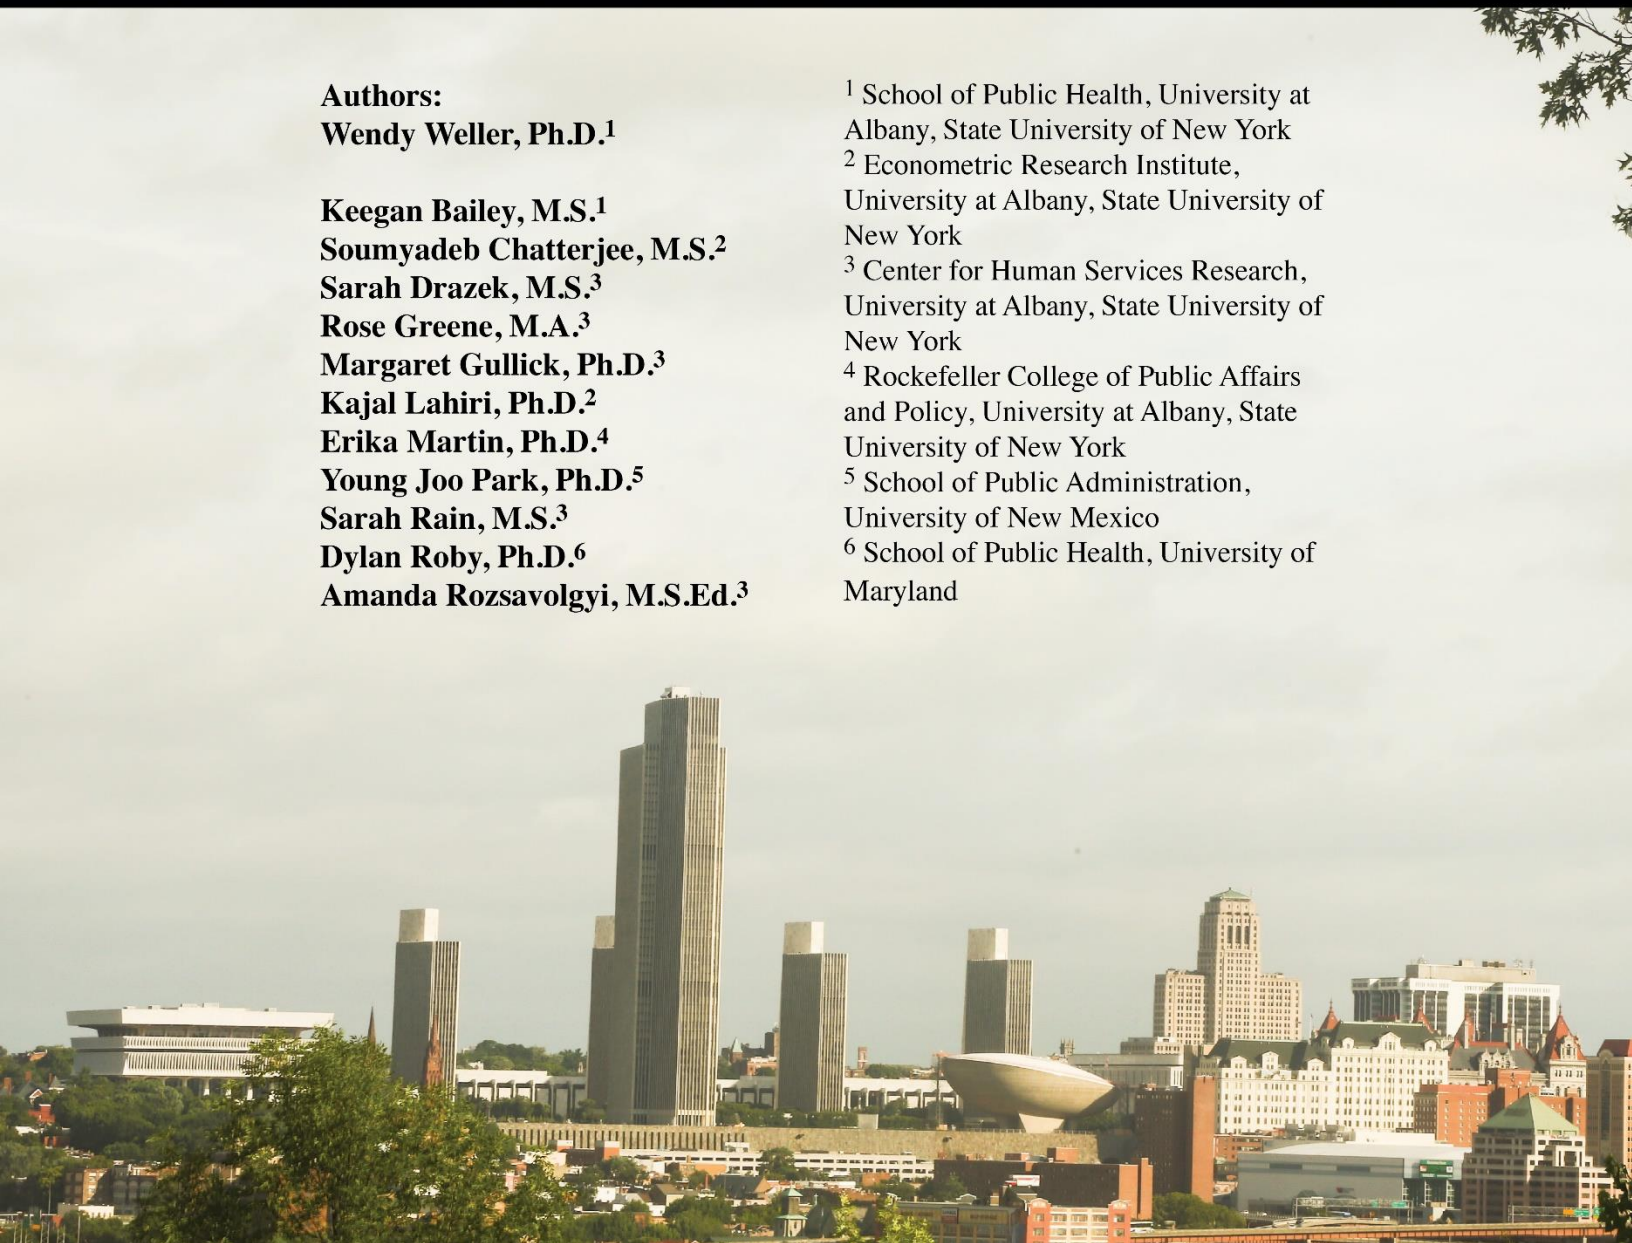 Authors:
Wendy Weller, Ph.D.1
Keegan Bailey, M.S.1
Soumyadeb Chatterjee, M.S.2
Sarah Drazek, M.S.3
Rose Greene, M.A.3
Margaret Gullick, Ph.D.3
Kajal Lahiri, Ph.D.2
Erika Martin, Ph.D.4
Young Joo Park, Ph.D.5
Sarah Rain, M.S.3
Dylan Roby, Ph.D.6
Amanda Rozsavolgyi, M.S.Ed.3
1 School of Public Health, University at
Albany, State University of New York
2 Econometric Research Institute,
University at Albany, State University of
New York
3 Center for Human Services Research,
University at Albany, State University of
New York
4 Rockefeller College of Public Affairs
and Policy, University at Albany, State
University of New York
5 School of Public Administration,
University of New Mexico
6 School of Public Health, University of
Maryland